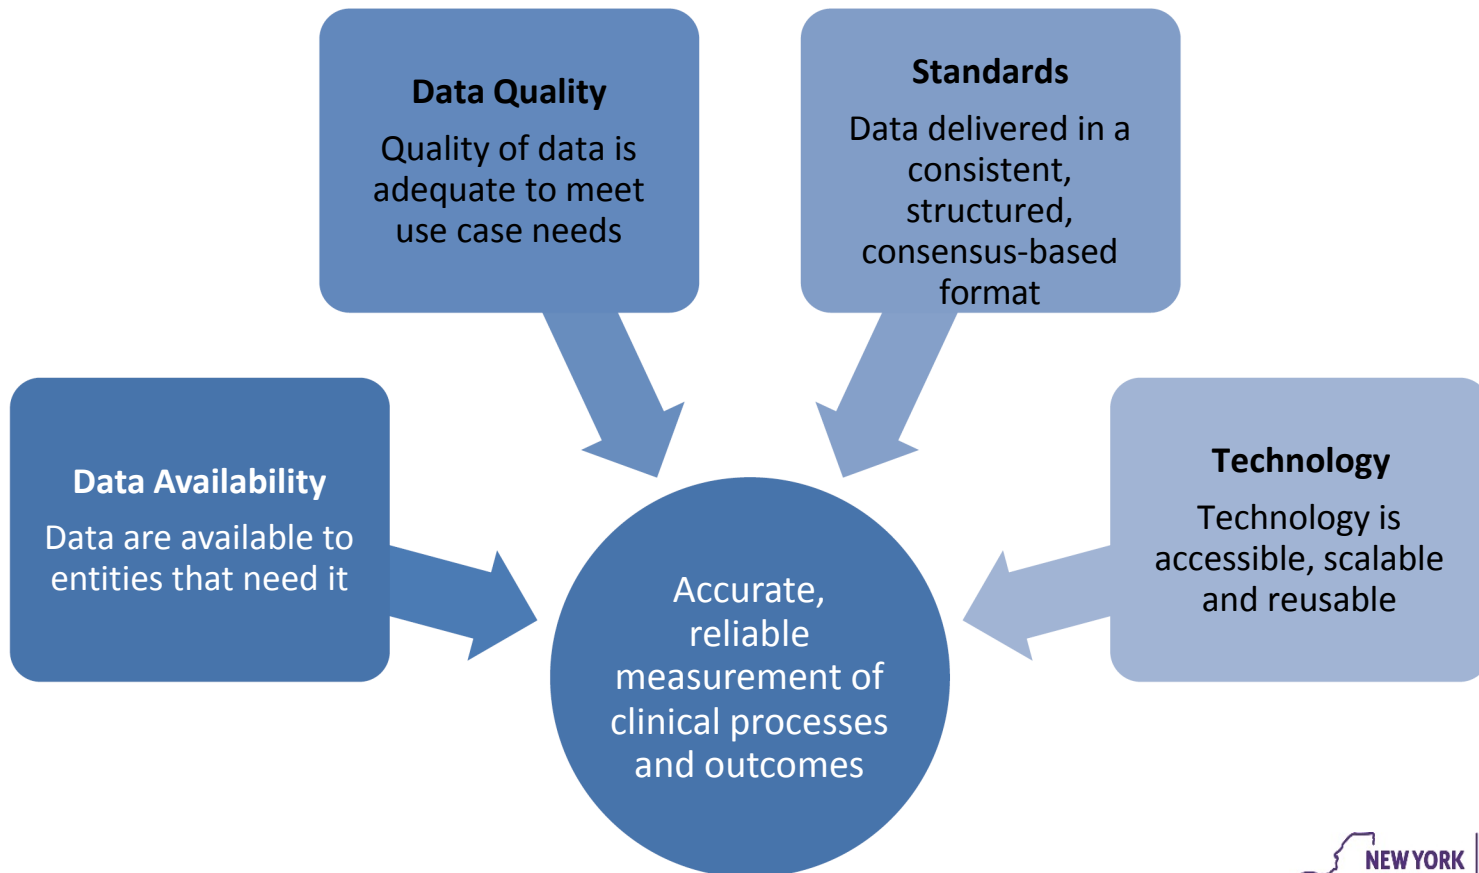 Data Quality
Quality of data is
adequate to meet
use case needs
Standards
Data delivered in a
consistent,
structured,
consensus-based
format
Data Availability
Data are available to
entities that need it
Technology
Technology is
accessible, scalable
and reusable
Accurate,
reliable
measurement of
clinical processes
and outcomes
NEW YORK